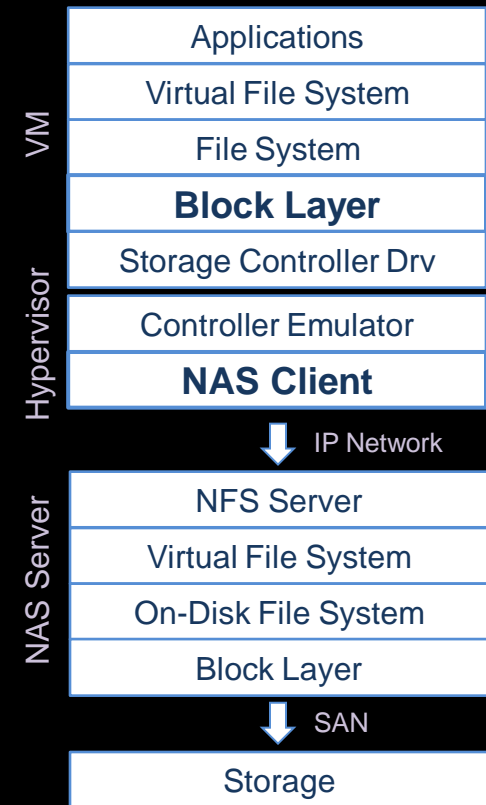 VM
Applications
Virtual File System
File System
Block Layer
Storage Controller Drv
Hypervisor
Controller Emulator
NAS Client
IP Network
NAS Server
NFS Server
Virtual File System
On-Disk File System
Block Layer
SAN
Storage